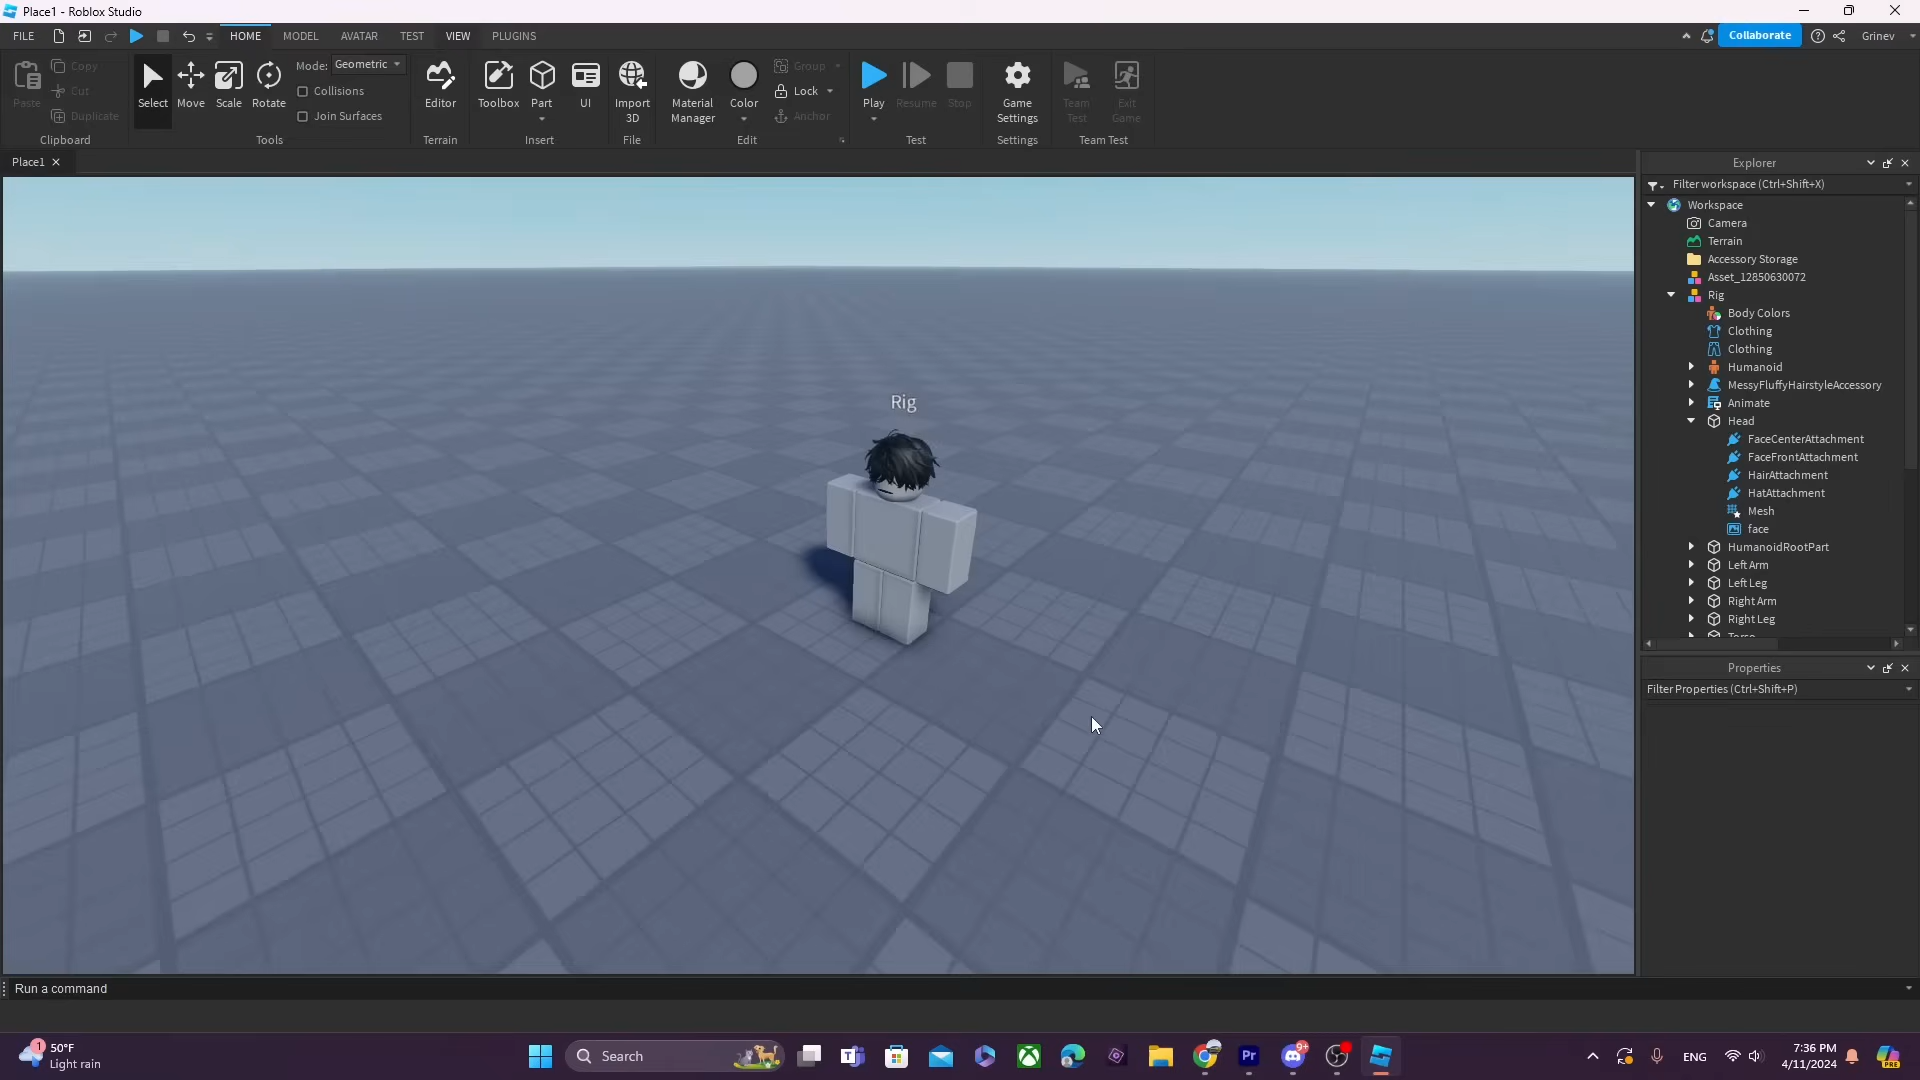 Place1 - Roblox Studio
FILE HOME MODEL AVATAR TEST VIEW PLUGINS Collaborate Grinev
Paste
Copy
Cut
Duplicate
Clipboard
Select Move Scale Rotate
Mode: Geometric
Collisions
Join Surfaces
Tools
Editor
Terrain
Toolbox Part UI
Insert
Import
3D
File
Material
Manager
Color
Group
Lock
Anchor
Edit
Play Resume Stop
Test
Game
Settings
Settings
Team
Test
Exit
Game
Team Test
Place1
Rig
Explorer
Filter workspace (Ctrl+Shift+X)
Workspace
Camera
Terrain
Accessory Storage
Asset_12850630072
Rig
Body Colors
Clothing
Clothing
Humanoid
MessyFluffyHairstyleAccessory
Animate
Head
FaceCenterAttachment
FaceFrontAttachment
HairAttachment
HatAttachment
Mesh
face
HumanoidRootPart
Left Arm
Left Leg
Right Arm
Right Leg
Torso
Properties
Filter Properties (Ctrl+Shift+P)
Run a command
1
50°F
Light rain
Search
Pr
9+
ENG
7:36 PM
4/11/2024
PRE